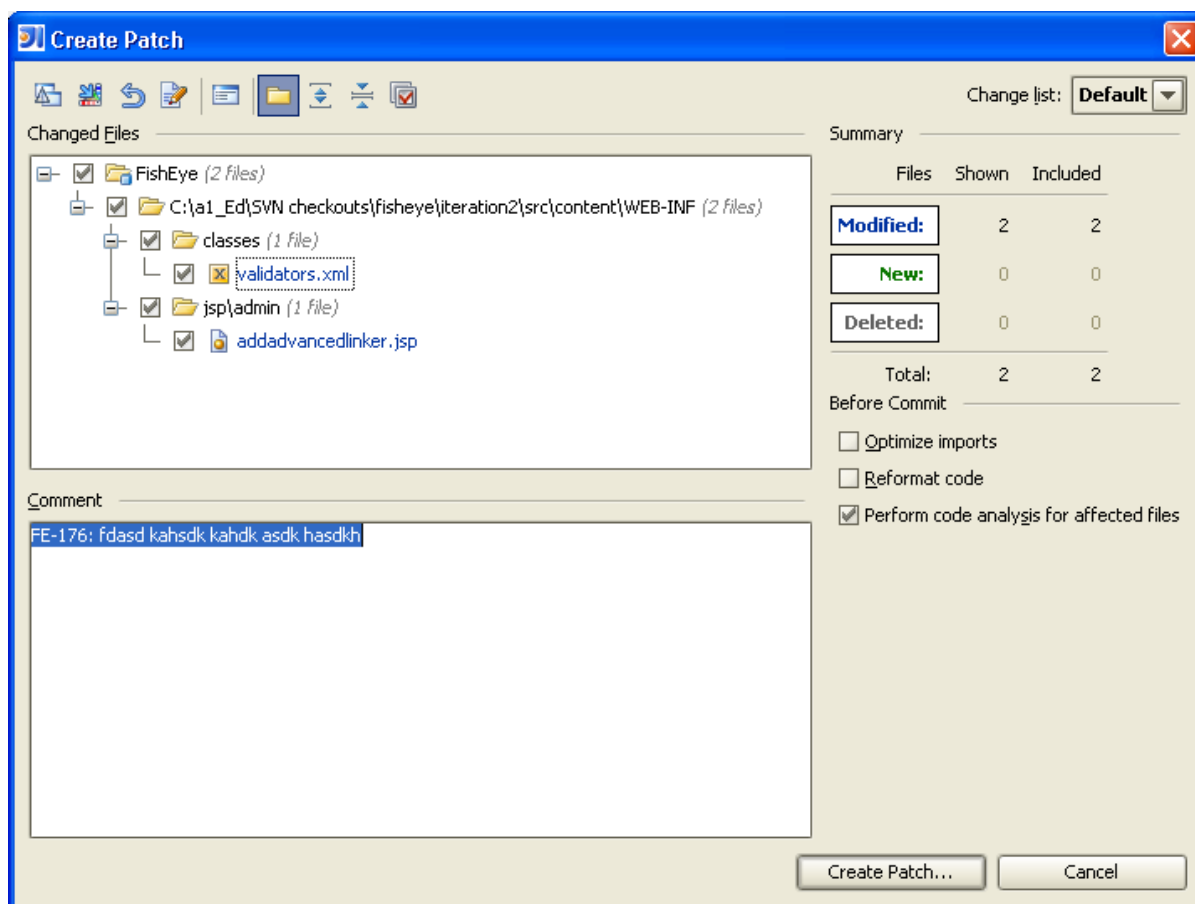 Create Patch
Change list: Default
Changed Files
FishEye (2 files)
C:\a1_Ed\SVN checkouts\fisheye\iteration2\src\content\WEB-INF (2 files)
classes (1 file)
validators.xml
jsp\admin (1 file)
addadvancedlinker.jsp
Summary
Files Shown Included
Modified: 2 2
New: 0 0
Deleted: 0 0
Total: 2 2
Before Commit
Optimize imports
Reformat code
Perform code analysis for affected files
Comment
FE-176: fdasd kahsdk kahdk asdk hasdkh
Create Patch... Cancel